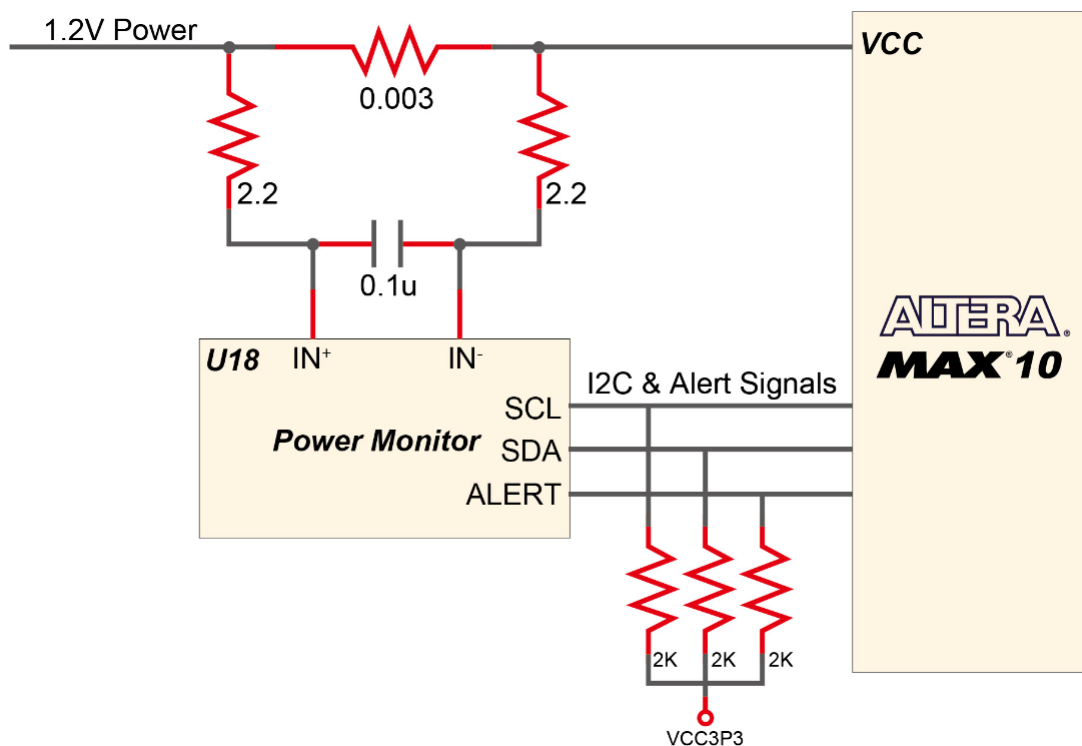 1.2V Power
VCC
0.003
2.2
2.2
0.1u
U18
IN+
IN-
ALTERA®
MAX® 10
I2C & Alert Signals
SCL
Power Monitor
SDA
ALERT
2K
2K
2K
VCC3P3